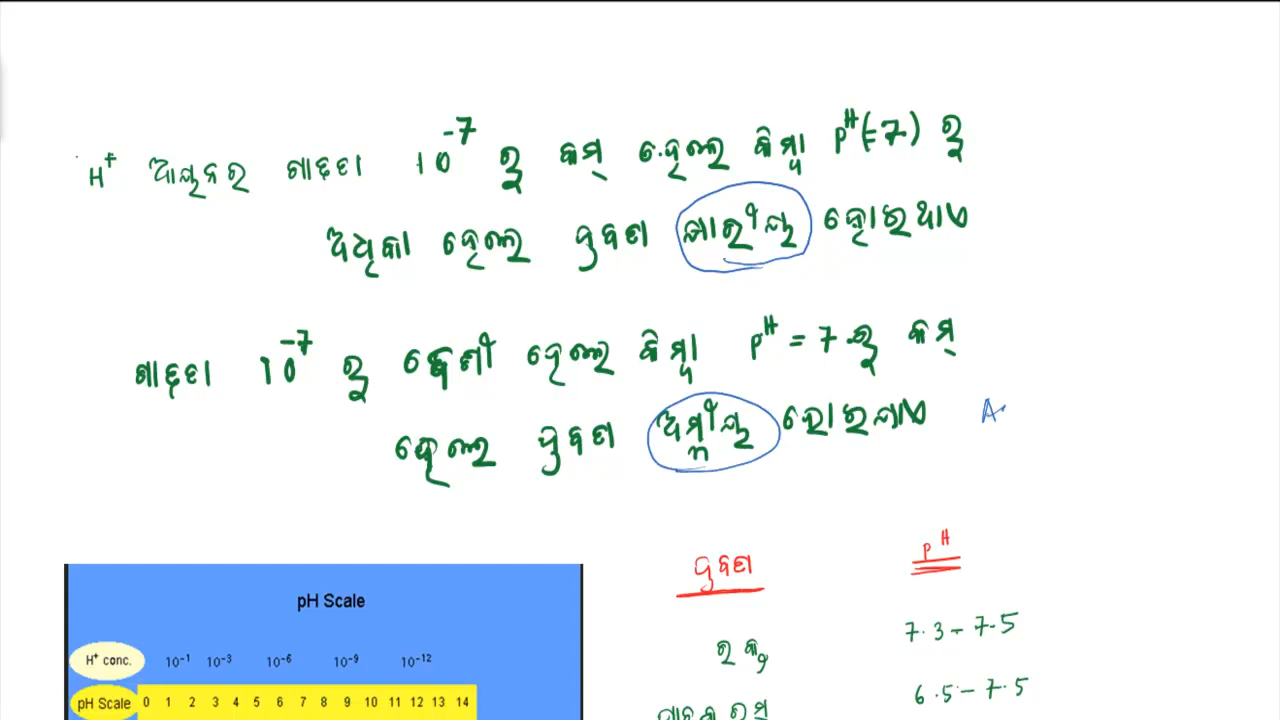 H⁺ ଆୟନର ଗାଢ଼ତା 10⁻⁷ ରୁ କମ୍ ହେଲେ କିମ୍ବା pᴴ(=7) ରୁ
ଅଧିକା ହେଲେ ଦ୍ରବଣ କ୍ଷାରୀୟ ହୋଇଥାଏ
ଗାଢ଼ତା 10⁻⁷ ରୁ ବେଶୀ ହେଲେ କିମ୍ବା pᴴ = 7 ରୁ କମ୍
ହେଲେ ଦ୍ରବଣ ଅମ୍ଳୀୟ ହୋଇଥାଏ A
ଦ୍ରବଣ pᴴ
ରକ୍ତ 7.3 – 7.5
6.5 – 7.5
pH Scale
H⁺ conc. 10⁻¹ 10⁻³ 10⁻⁶ 10⁻⁹ 10⁻¹²
pH Scale 0 1 2 3 4 5 6 7 8 9 10 11 12 13 14